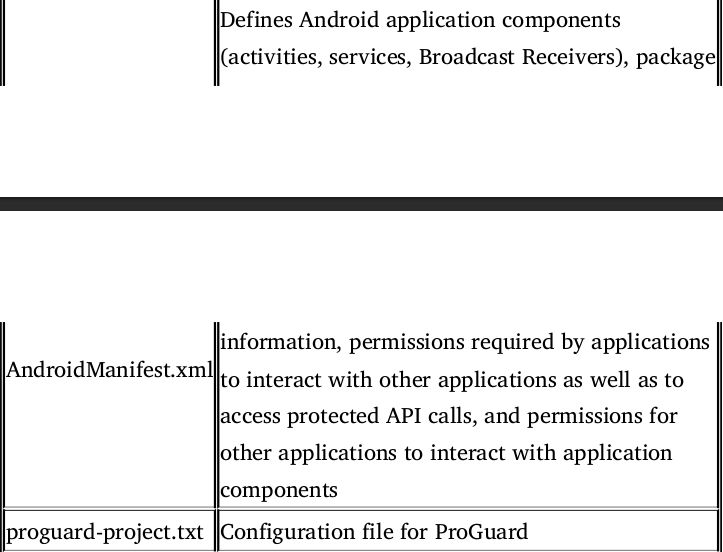 Defines Android application components
(activities, services, Broadcast Receivers), package
information, permissions required by applications
AndroidManifest.xml
to interact with other applications as well as to
access protected API calls, and permissions for
other applications to interact with application
components
proguard-project.txt
Configuration file for ProGuard